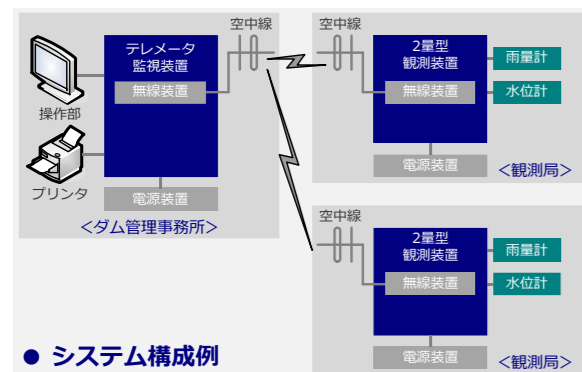 空中線
テレメータ
監視装置
無線装置
操作部
プリンタ
電源装置
<ダム管理事務所>
空中線
2量型
観測装置
雨量計
無線装置
水位計
電源装置
<観測局>
空中線
2量型
観測装置
雨量計
無線装置
水位計
電源装置
<観測局>
● システム構成例